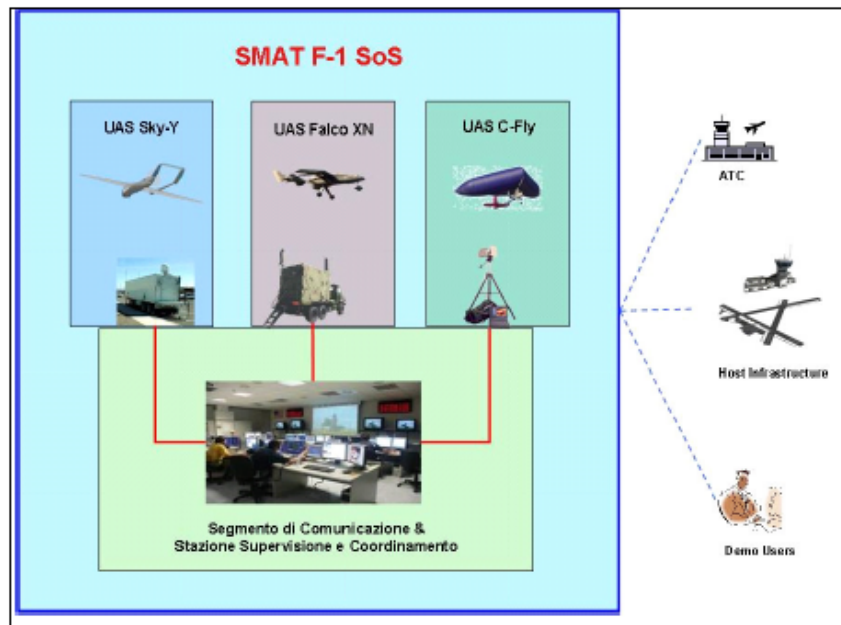 SMAT F-1 SoS
UAS Sky-Y
UAS Falco XN
UAS C-Fly
ATC
Host Infrastructure
Segmento di Comunicazione &
Stazione Supervisione e Coordinamento
Demo Users